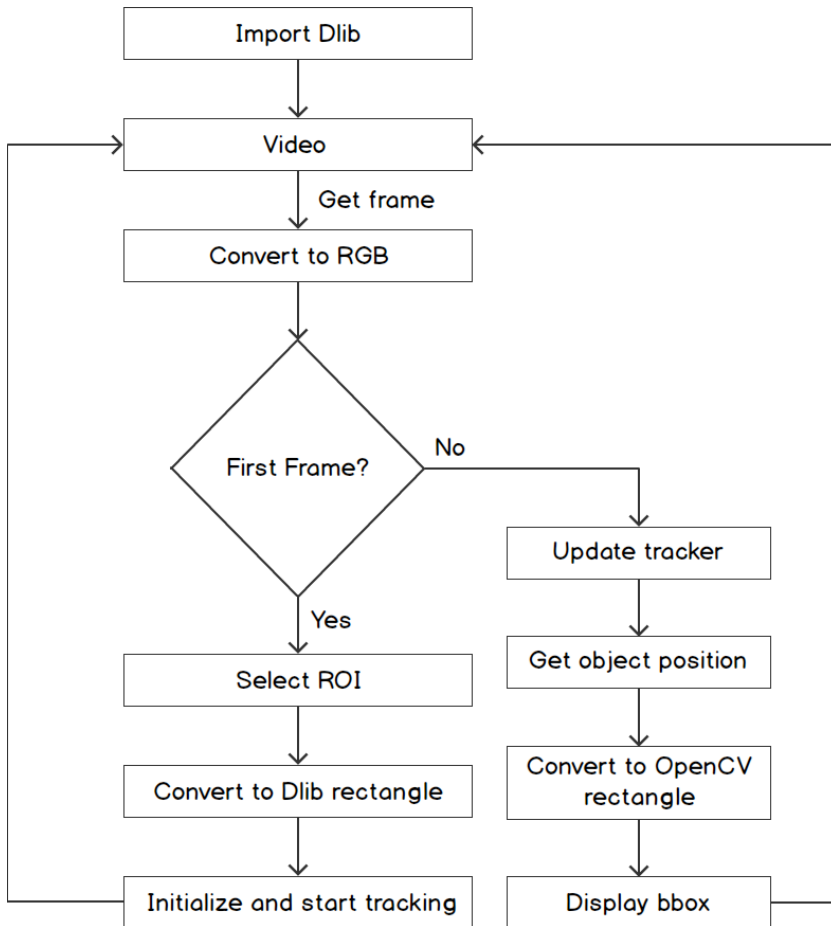 Import Dlib
Video
Get frame
Convert to RGB
First Frame?
No
Update tracker
Yes
Get object position
Select ROI
Convert to OpenCV
rectangle
Convert to Dlib rectangle
Initialize and start tracking
Display bbox